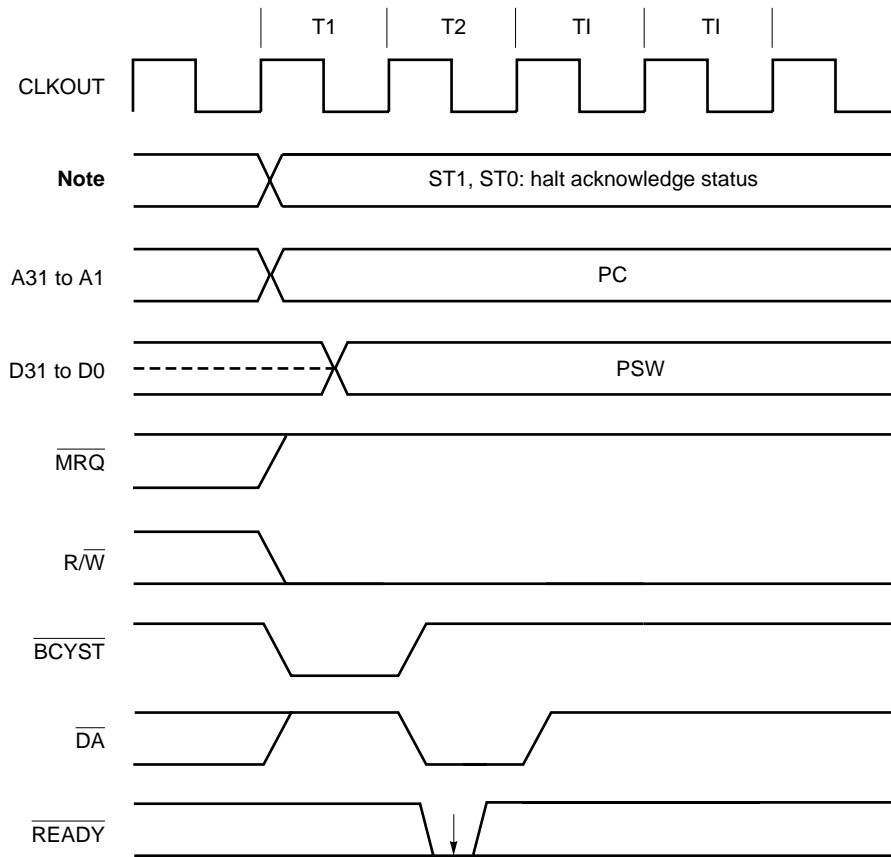 T1 T2 TI TI
CLKOUT
Note ST1, ST0: halt acknowledge status
A31 to A1 PC
D31 to D0 PSW
MRQ
R/W
BCYST
DA
READY